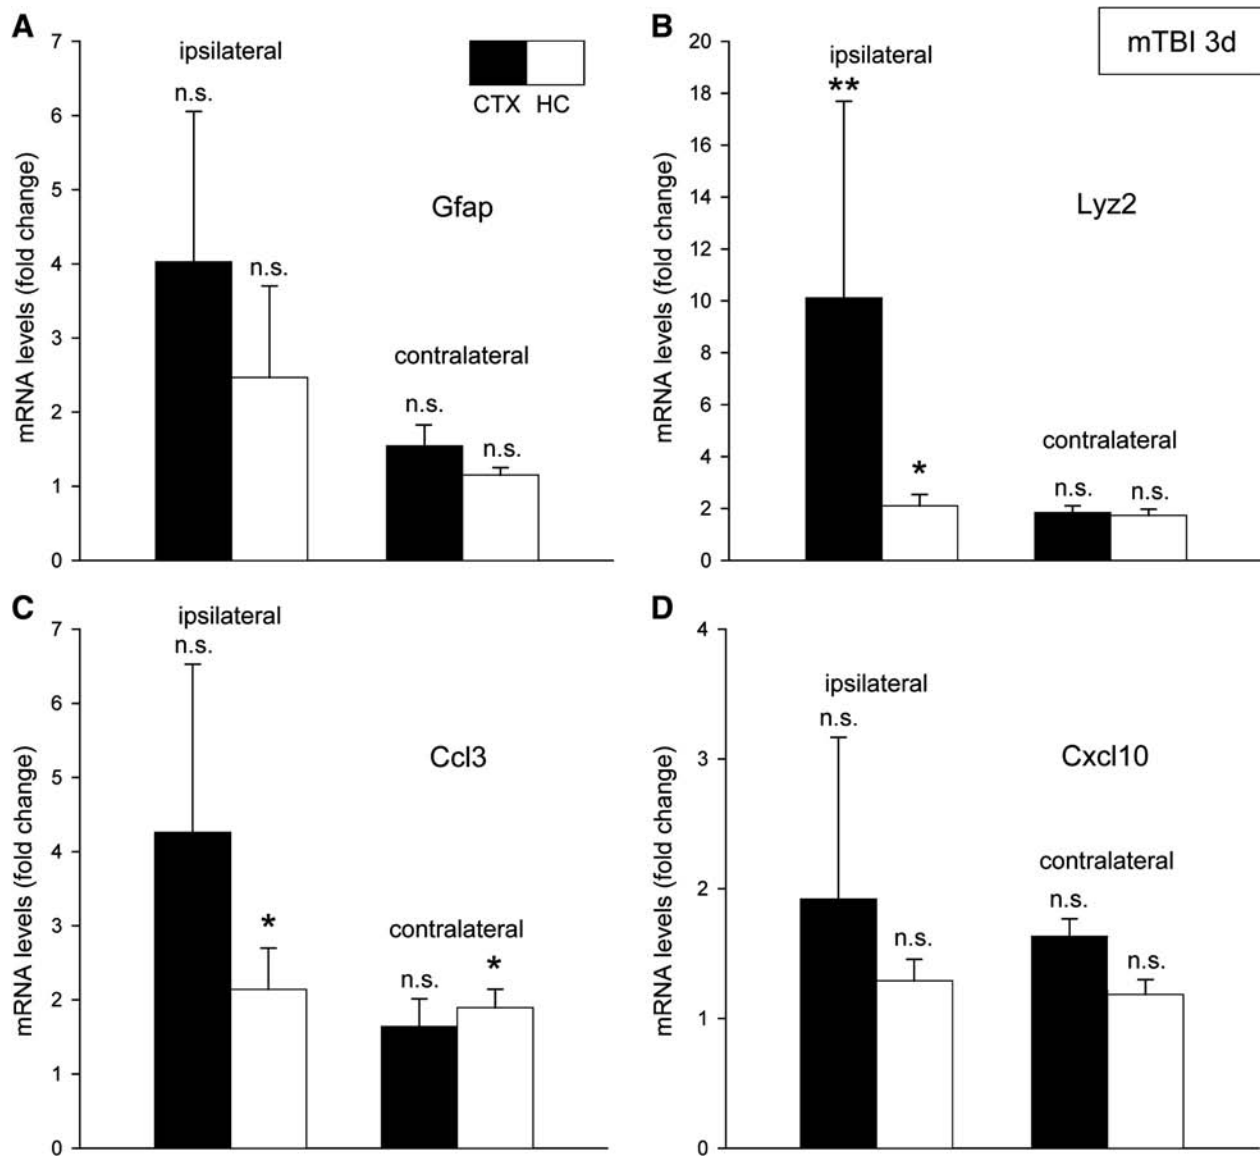 A
ipsilateral
n.s.
n.s.
contralateral
n.s.
n.s.
CTX HC
Gfap
mRNA levels (fold change)
7
6
5
4
3
2
1
0
B
mTBI 3d
ipsilateral
**
*
contralateral
n.s.
n.s.
Lyz2
mRNA levels (fold change)
20
18
16
14
12
10
8
6
4
2
0
C
ipsilateral
n.s.
*
contralateral
n.s.
*
Ccl3
mRNA levels (fold change)
7
6
5
4
3
2
1
0
D
ipsilateral
n.s.
n.s.
contralateral
n.s.
n.s.
Cxcl10
mRNA levels (fold change)
4
3
2
1
0